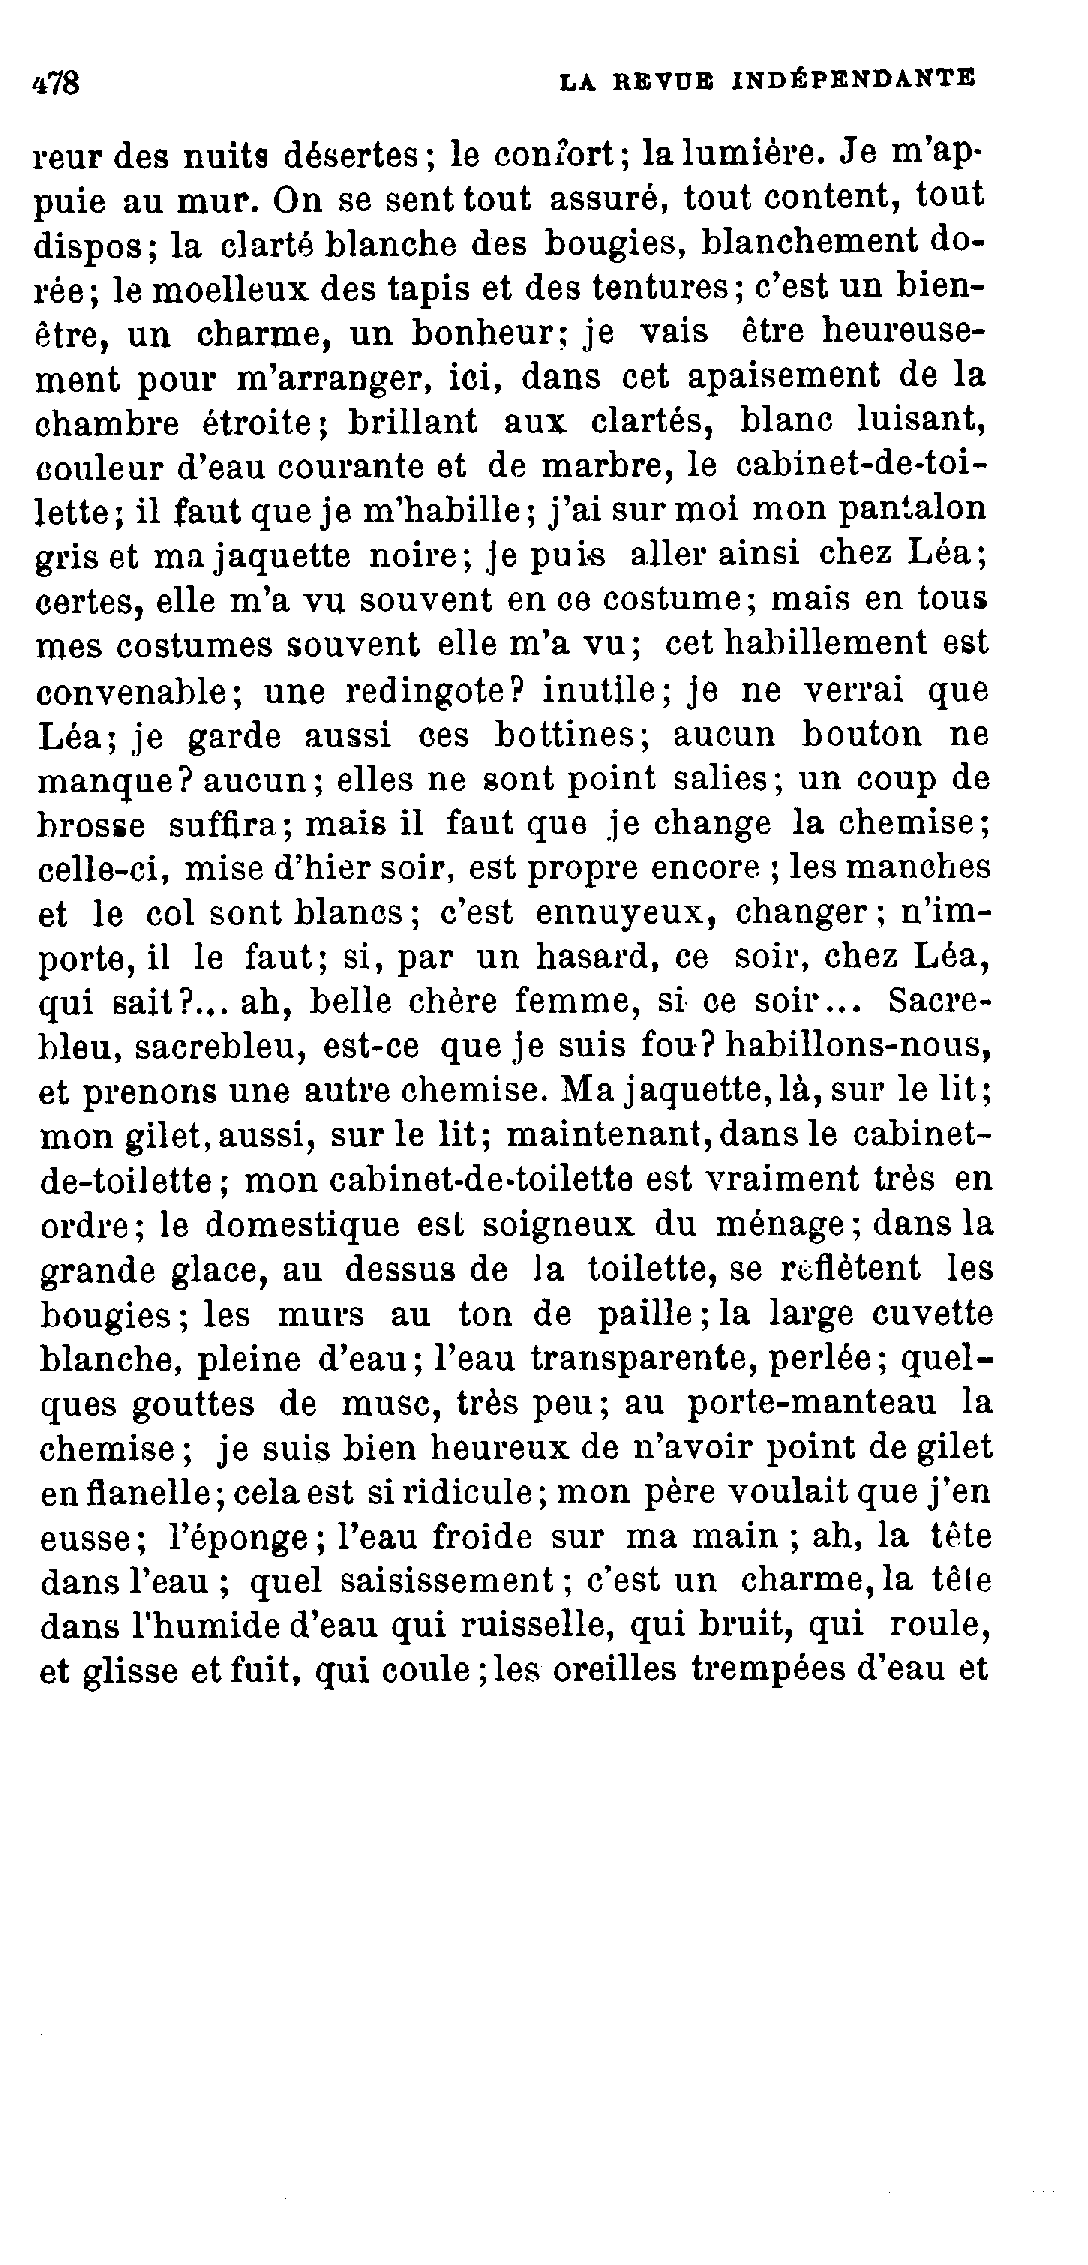 478 LA REVUE INDÉPENDANTE
reur des nuits désertes; le confort; la lumière. Je m'ap-
puie au mur. On se sent tout assuré, tout content, tout
dispos; la clarté blanche des bougies, blanchement do-
rée; le moelleux des tapis et des tentures; c'est un bien-
être, un charme, un bonheur; je vais être heureuse-
ment pour m'arranger, ici, dans cet apaisement de la
chambre étroite; brillant aux clartés, blanc luisant,
couleur d'eau courante et de marbre, le cabinet-de-toi-
lette; il faut que je m'habille; j'ai sur moi mon pantalon
gris et ma jaquette noire; je puis aller ainsi chez Léa;
certes, elle m'a vu souvent en ce costume; mais en tous
mes costumes souvent elle m'a vu; cet habillement est
convenable; une redingote? inutile; je ne verrai que
Léa; je garde aussi ces bottines; aucun bouton ne
manque? aucun; elles ne sont point salies; un coup de
brosse suffira; mais il faut que je change la chemise;
celle-ci, mise d'hier soir, est propre encore ; les manches
et le col sont blancs; c'est ennuyeux, changer; n'im-
porte, il le faut; si, par un hasard, ce soir, chez Léa,
qui sait?... ah, belle chère femme, si ce soir... Sacre-
bleu, sacrebleu, est-ce que je suis fou? habillons-nous,
et prenons une autre chemise. Ma jaquette, là, sur le lit;
mon gilet, aussi, sur le lit; maintenant, dans le cabinet-
de-toilette; mon cabinet-de-toilette est vraiment très en
ordre; le domestique est soigneux du ménage; dans la
grande glace, au dessus de la toilette, se reflètent les
bougies; les murs au ton de paille; la large cuvette
blanche, pleine d'eau; l'eau transparente, perlée; quel-
ques gouttes de musc, très peu; au porte-manteau la
chemise; je suis bien heureux de n'avoir point de gilet
en flanelle; cela est si ridicule; mon père voulait que j'en
eusse; l'éponge; l'eau froide sur ma main ; ah, la tête
dans l'eau ; quel saisissement; c'est un charme, la tête
dans l'humide d'eau qui ruisselle, qui bruit, qui roule,
et glisse et fuit, qui coule; les oreilles trempées d'eau et